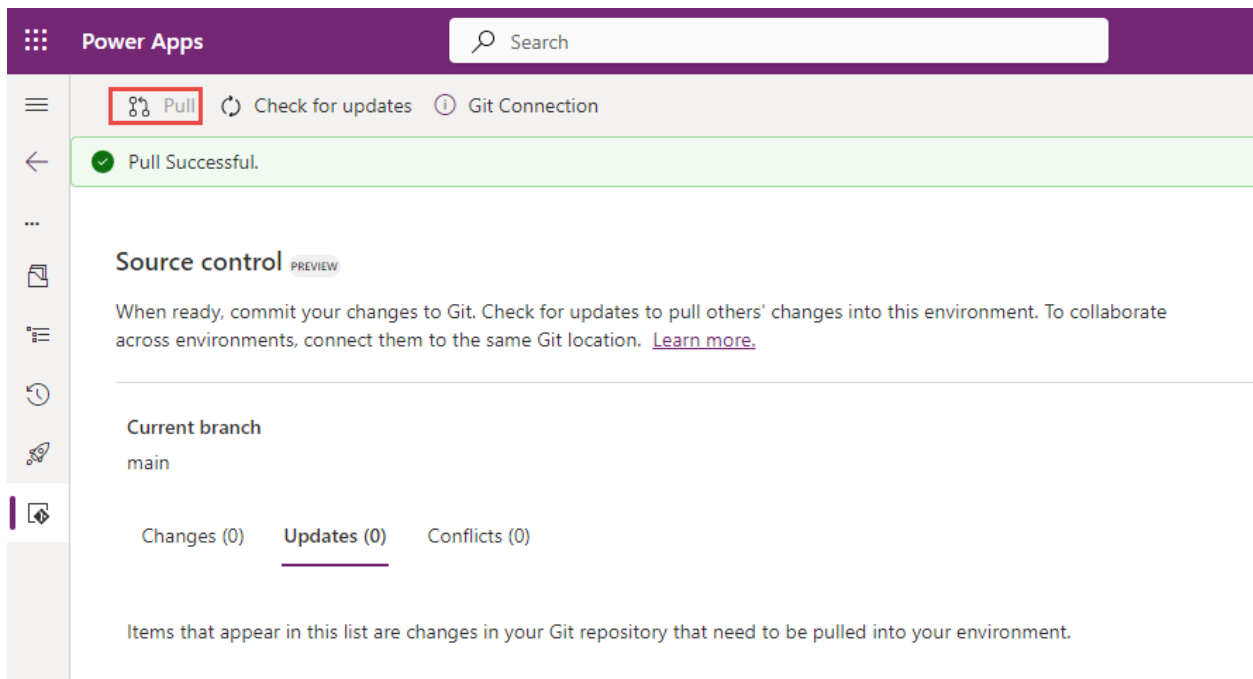 Power Apps
Search
Pull
Check for updates
Git Connection
Pull Successful.
Source control PREVIEW
When ready, commit your changes to Git. Check for updates to pull others' changes into this environment. To collaborate
across environments, connect them to the same Git location. Learn more.
Current branch
main
Changes (0)
Updates (0)
Conflicts (0)
Items that appear in this list are changes in your Git repository that need to be pulled into your environment.